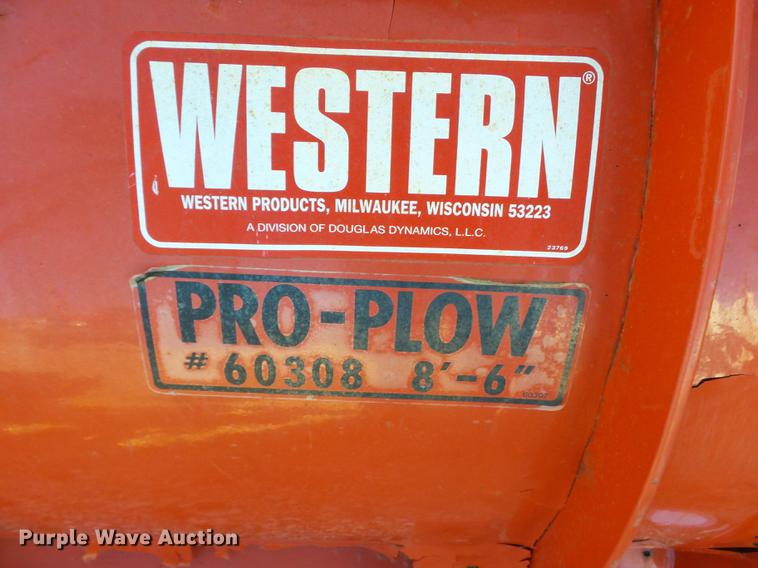 WESTERN®
WESTERN PRODUCTS, MILWAUKEE, WISCONSIN 53223
A DIVISION OF DOUGLAS DYNAMICS, L.L.C.
23769
PRO-PLOW
# 60308 8'-6"
Purple Wave Auction